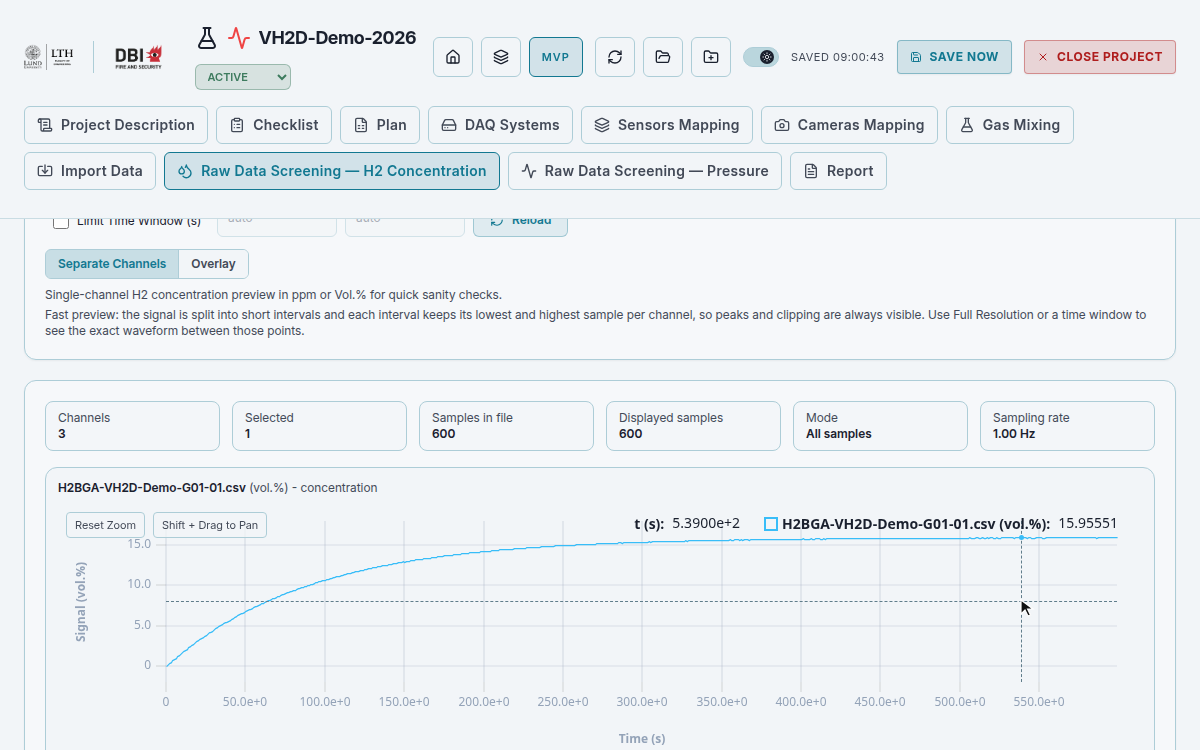 LUND
UNIVERSITY
LTH
DBI
FIRE AND SECURITY
VH2D-Demo-2026
ACTIVE
MVP
SAVED 09:00:43
SAVE NOW
CLOSE PROJECT
Project Description
Checklist
Plan
DAQ Systems
Sensors Mapping
Cameras Mapping
Gas Mixing
Import Data
Raw Data Screening — H2 Concentration
Raw Data Screening — Pressure
Report
Limit Time Window (s)
auto
auto
Reload
Separate Channels
Overlay
Single-channel H2 concentration preview in ppm or Vol.% for quick sanity checks.
Fast preview: the signal is split into short intervals and each interval keeps its lowest and highest sample per channel, so peaks and clipping are always visible. Use Full Resolution or a time window to
see the exact waveform between those points.
Channels
3
Selected
1
Samples in file
600
Displayed samples
600
Mode
All samples
Sampling rate
1.00 Hz
H2BGA-VH2D-Demo-G01-01.csv (vol.%) - concentration
Reset Zoom
Shift + Drag to Pan
t (s): 5.3900e+2
H2BGA-VH2D-Demo-G01-01.csv (vol.%): 15.95551
15.0
10.0
5.0
0
Signal (vol.%)
0
50.0e+0
100.0e+0
150.0e+0
200.0e+0
250.0e+0
300.0e+0
350.0e+0
400.0e+0
450.0e+0
500.0e+0
550.0e+0
Time (s)